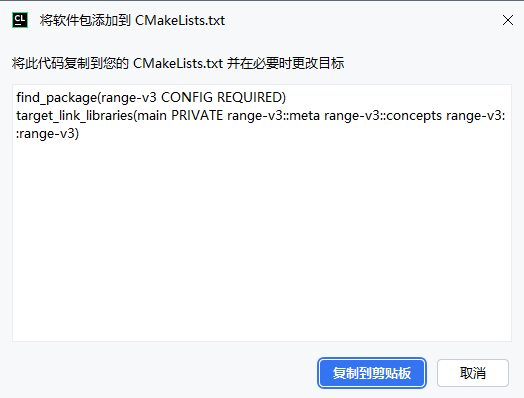 CL
将软件包添加到 CMakeLists.txt
将此代码复制到您的 CMakeLists.txt 并在必要时更改目标
find_package(range-v3 CONFIG REQUIRED)
target_link_libraries(main PRIVATE range-v3::meta range-v3::concepts range-v3:
:range-v3)
复制到剪贴板
取消